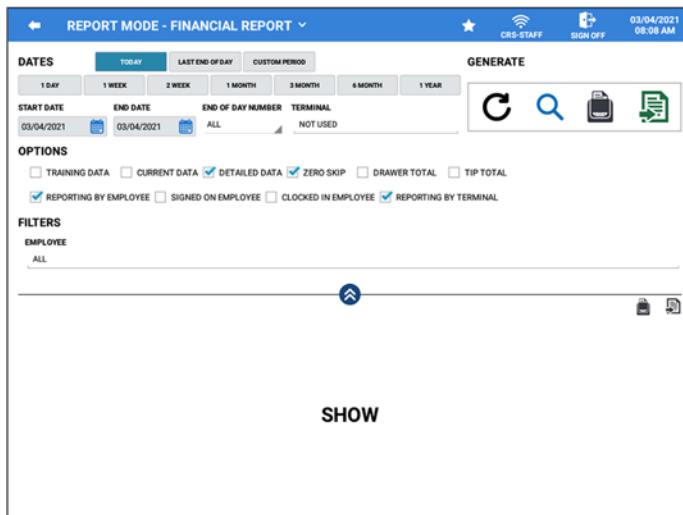 REPORT MODE - FINANCIAL REPORT
CRS-STAFF
SIGN OFF
03/04/2021
08:08 AM
DATES
TODAY
LAST END OF DAY
CUSTOM PERIOD
GENERATE
1 DAY
1 WEEK
2 WEEK
1 MONTH
3 MONTH
6 MONTH
1 YEAR
START DATE
END DATE
END OF DAY NUMBER
TERMINAL
03/04/2021
03/04/2021
ALL
NOT USED
OPTIONS
TRAINING DATA
CURRENT DATA
DETAILED DATA
ZERO SKIP
DRAWER TOTAL
TIP TOTAL
REPORTING BY EMPLOYEE
SIGNED ON EMPLOYEE
CLOCKED IN EMPLOYEE
REPORTING BY TERMINAL
FILTERS
EMPLOYEE
ALL
SHOW